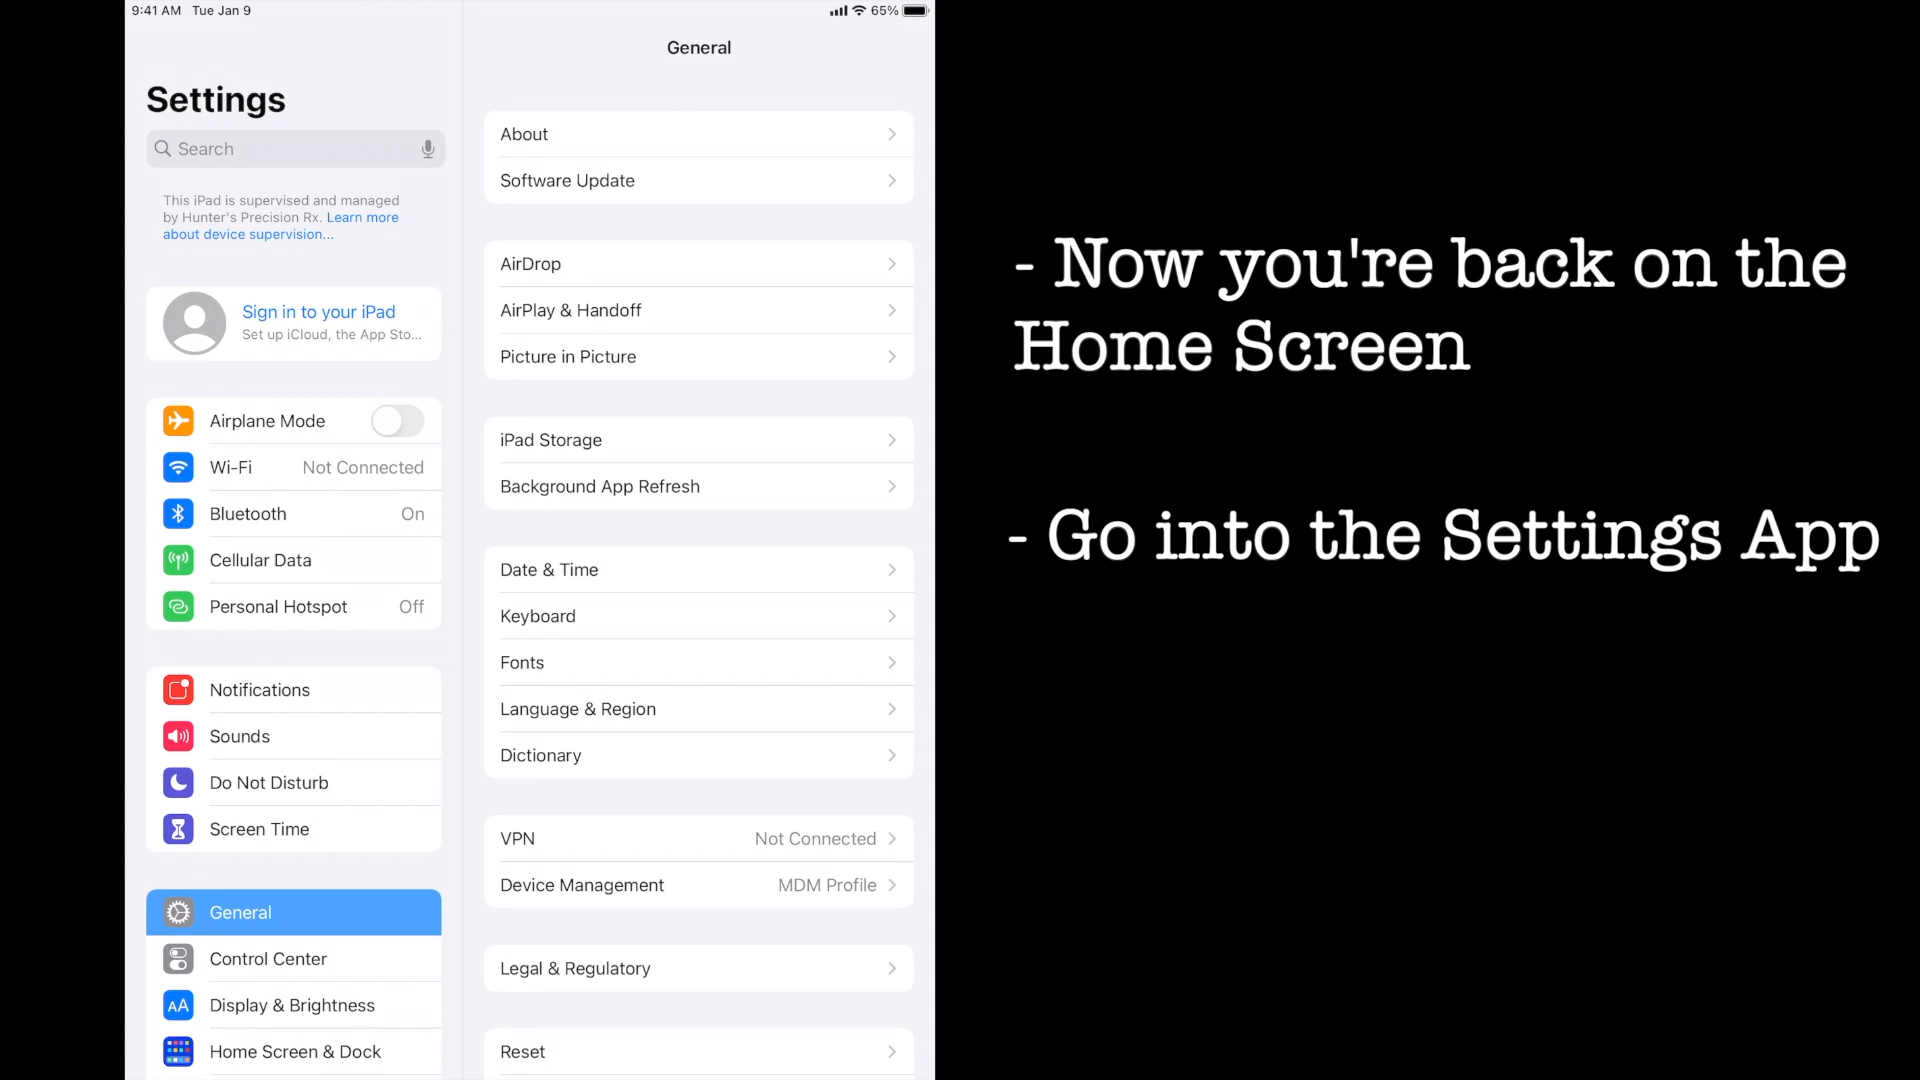 9:41 AM Tue Jan 9
65%
Settings
Search
This iPad is supervised and managed
by Hunter's Precision Rx. Learn more
about device supervision...
Sign in to your iPad
Set up iCloud, the App Sto...
Airplane Mode
Wi-Fi Not Connected
Bluetooth On
Cellular Data
Personal Hotspot Off
Notifications
Sounds
Do Not Disturb
Screen Time
General
Control Center
AA Display & Brightness
Home Screen & Dock
General
About
Software Update
AirDrop
AirPlay & Handoff
Picture in Picture
iPad Storage
Background App Refresh
Date & Time
Keyboard
Fonts
Language & Region
Dictionary
VPN Not Connected
Device Management MDM Profile
Legal & Regulatory
Reset
- Now you're back on the
Home Screen
- Go into the Settings App